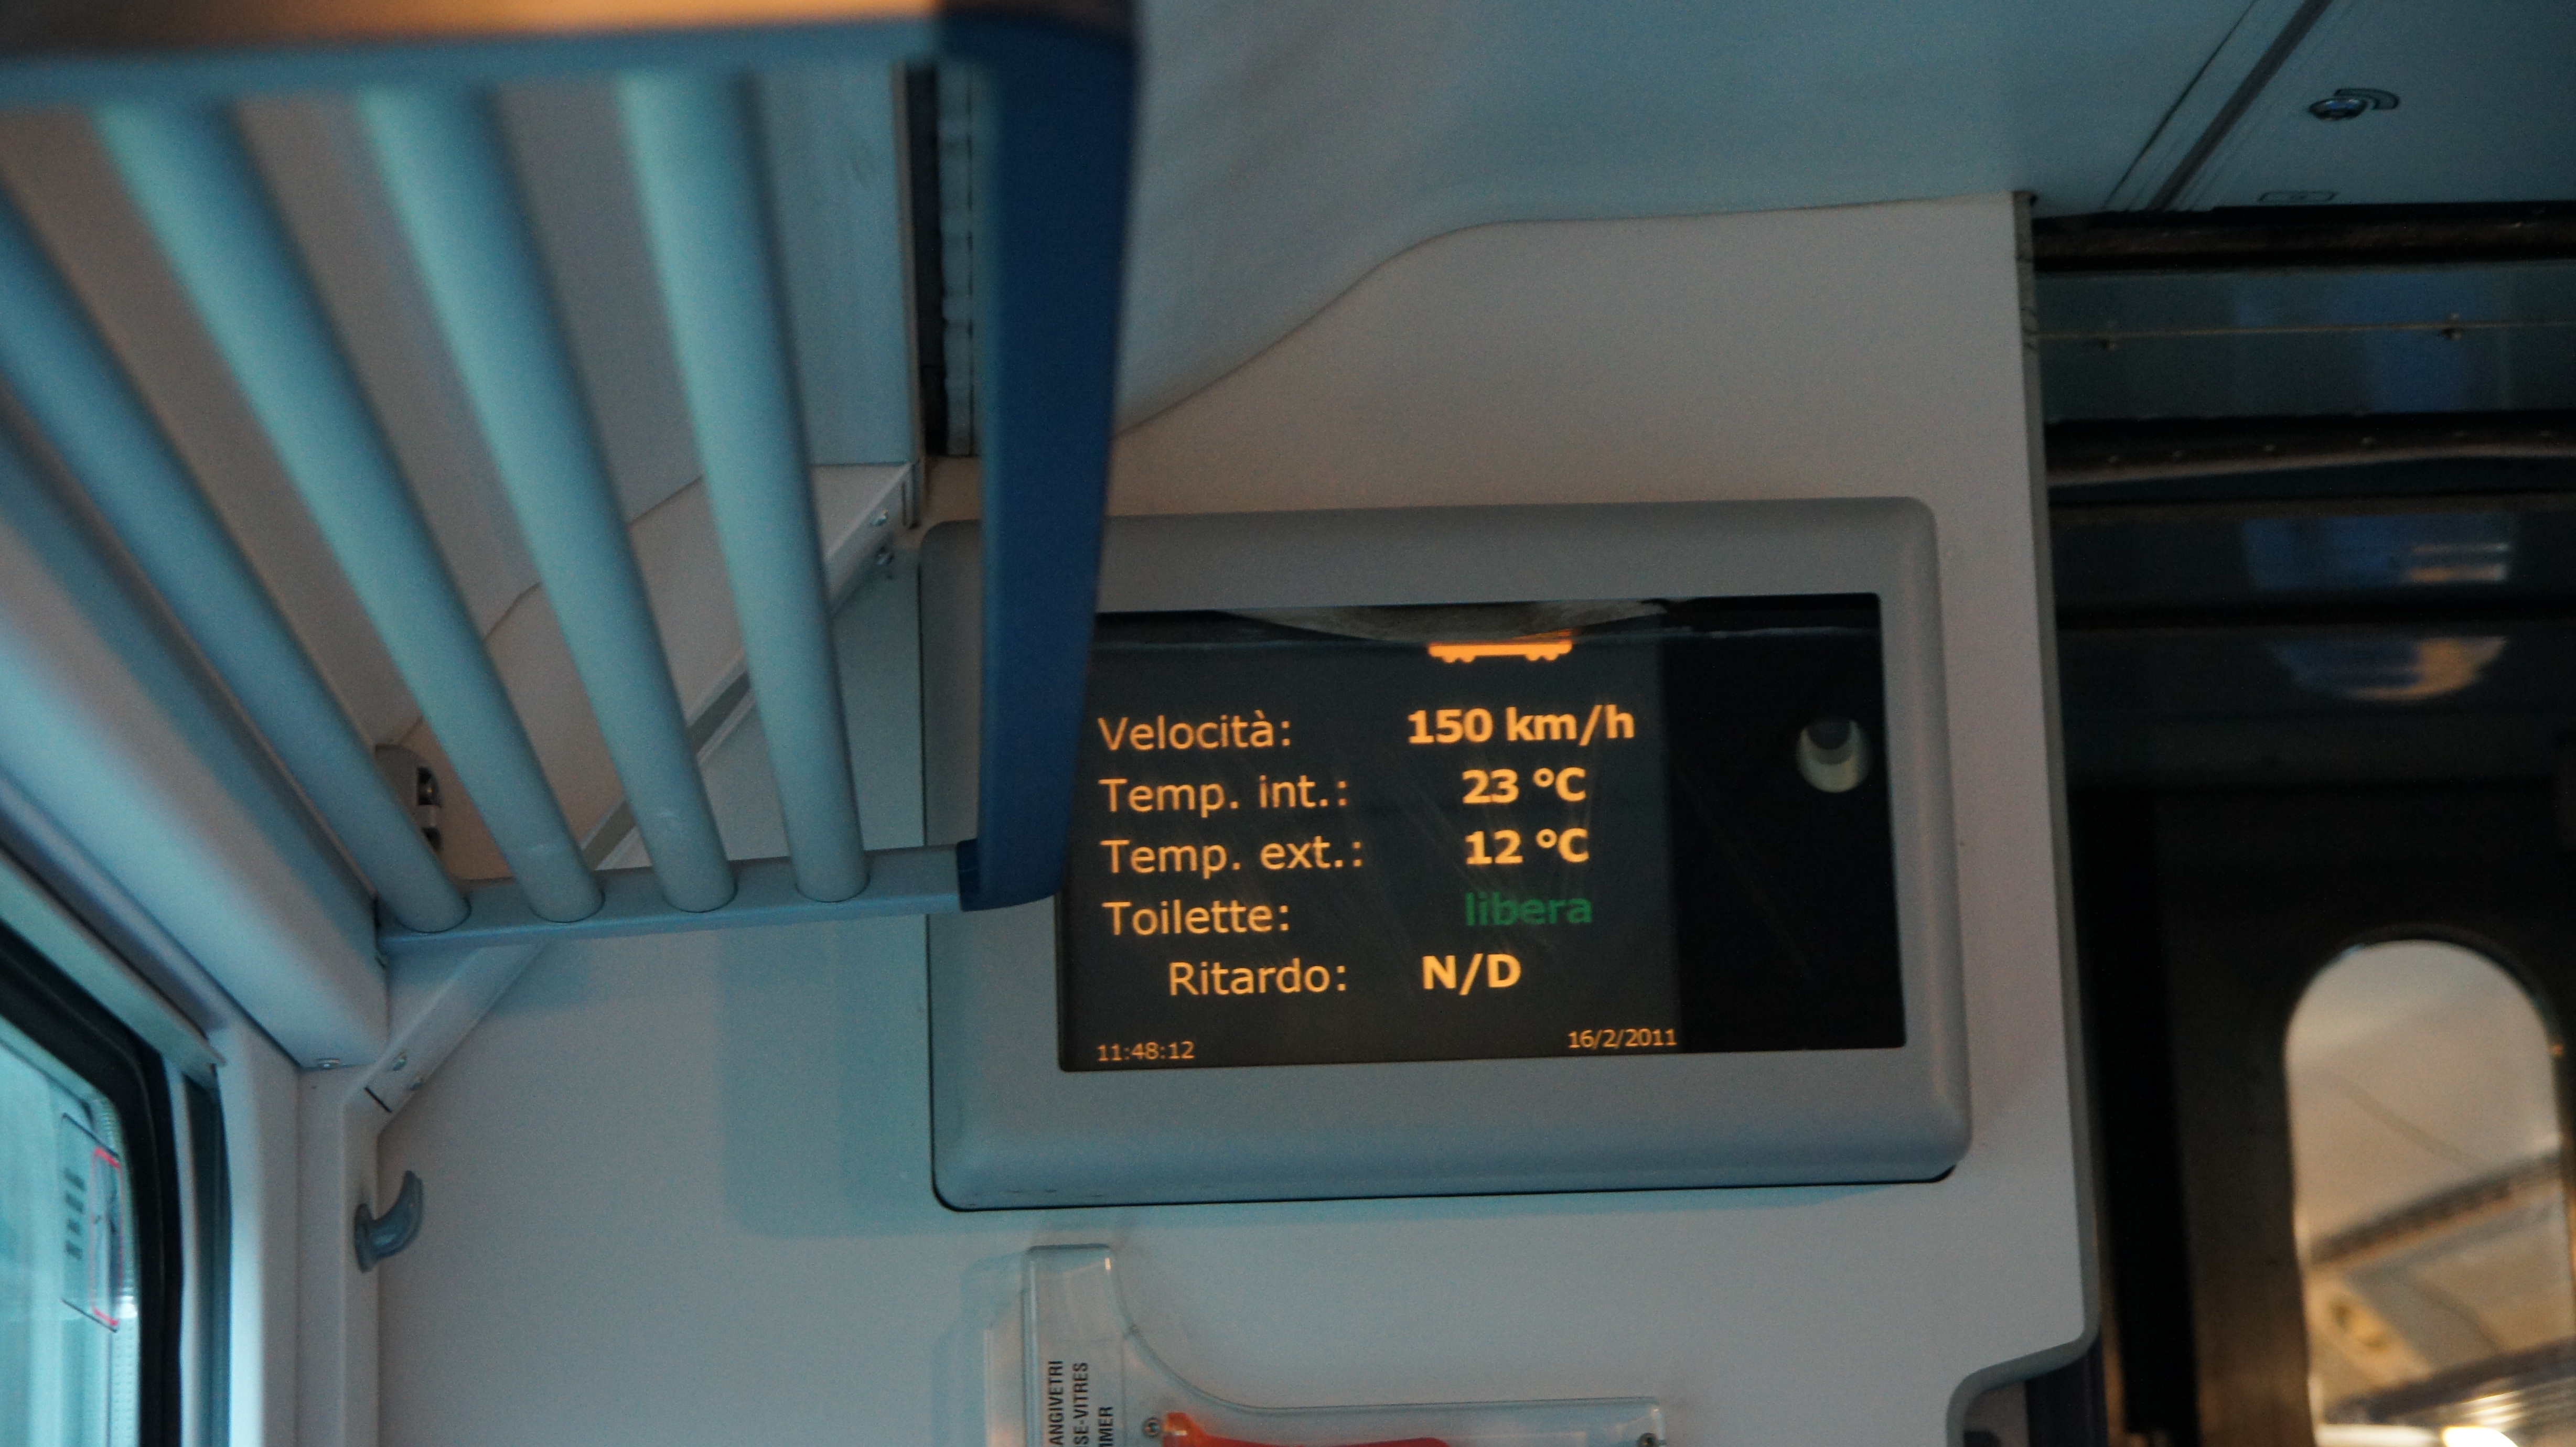 Velocità: 150 km/h
Temp. int.: 23 °C
Temp. ext.: 12 °C
Toilette: libera
Ritardo: N/D
11:48:12 16/2/2011